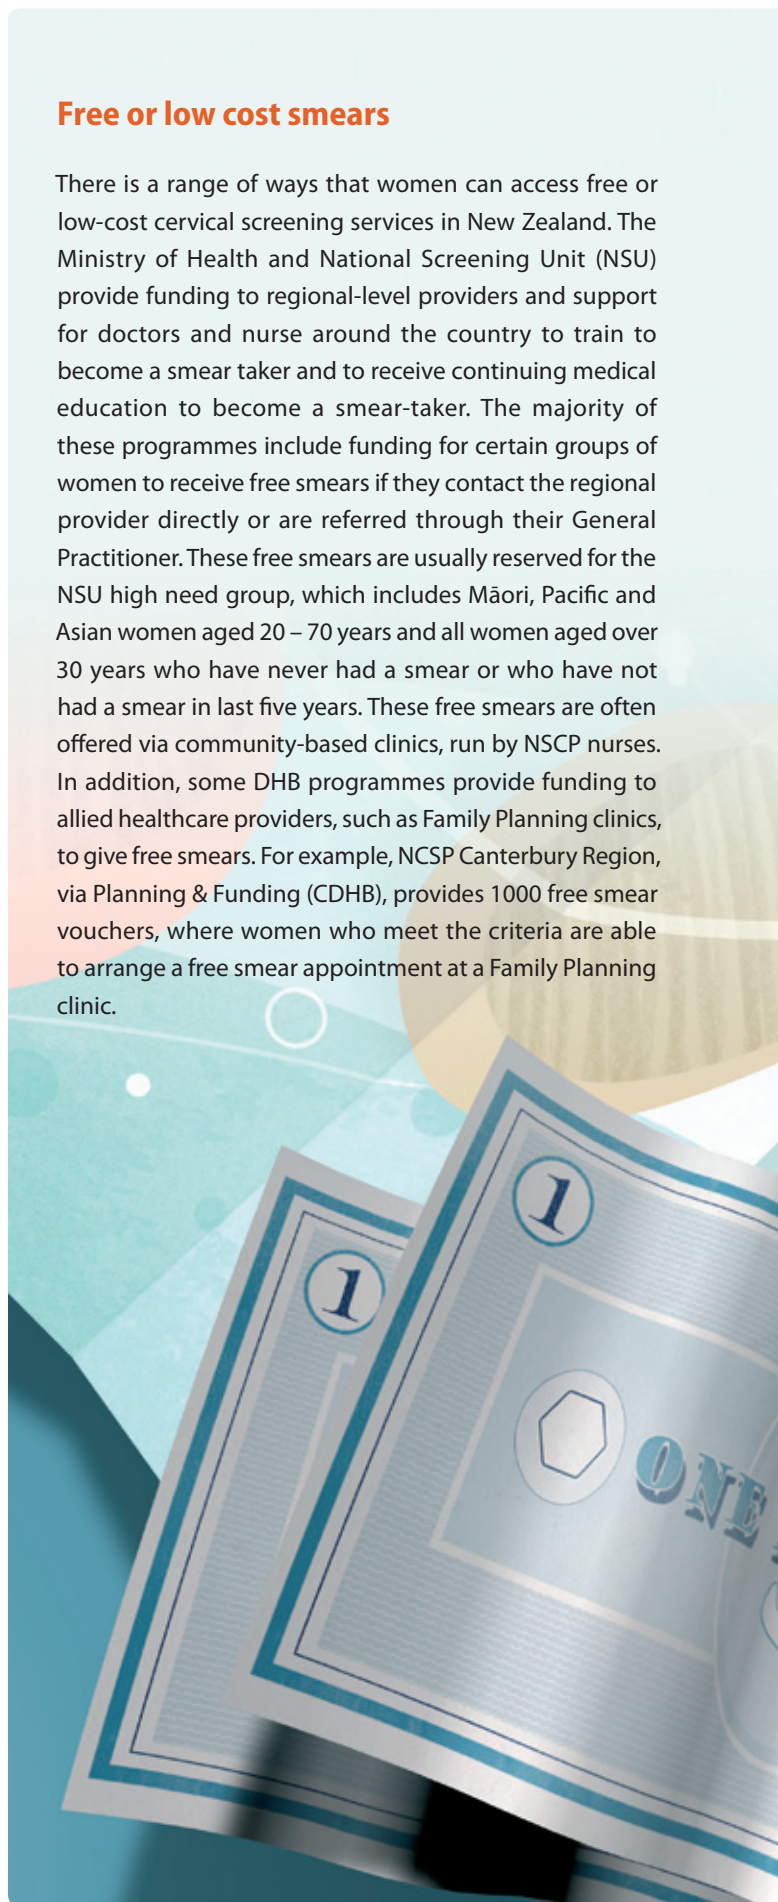 Free or low cost smears
There is a range of ways that women can access free or
low-cost cervical screening services in New Zealand. The
Ministry of Health and National Screening Unit (NSU)
provide funding to regional-level providers and support
for doctors and nurse around the country to train to
become a smear taker and to receive continuing medical
education to become a smear-taker. The majority of
these programmes include funding for certain groups of
women to receive free smears if they contact the regional
provider directly or are referred through their General
Practitioner. These free smears are usually reserved for the
NSU high need group, which includes Māori, Pacific and
Asian women aged 20 – 70 years and all women aged over
30 years who have never had a smear or who have not
had a smear in last five years. These free smears are often
offered via community-based clinics, run by NSCP nurses.
In addition, some DHB programmes provide funding to
allied healthcare providers, such as Family Planning clinics,
to give free smears. For example, NCSP Canterbury Region,
via Planning & Funding (CDHB), provides 1000 free smear
vouchers, where women who meet the criteria are able
to arrange a free smear appointment at a Family Planning
clinic.
1
1
ONE